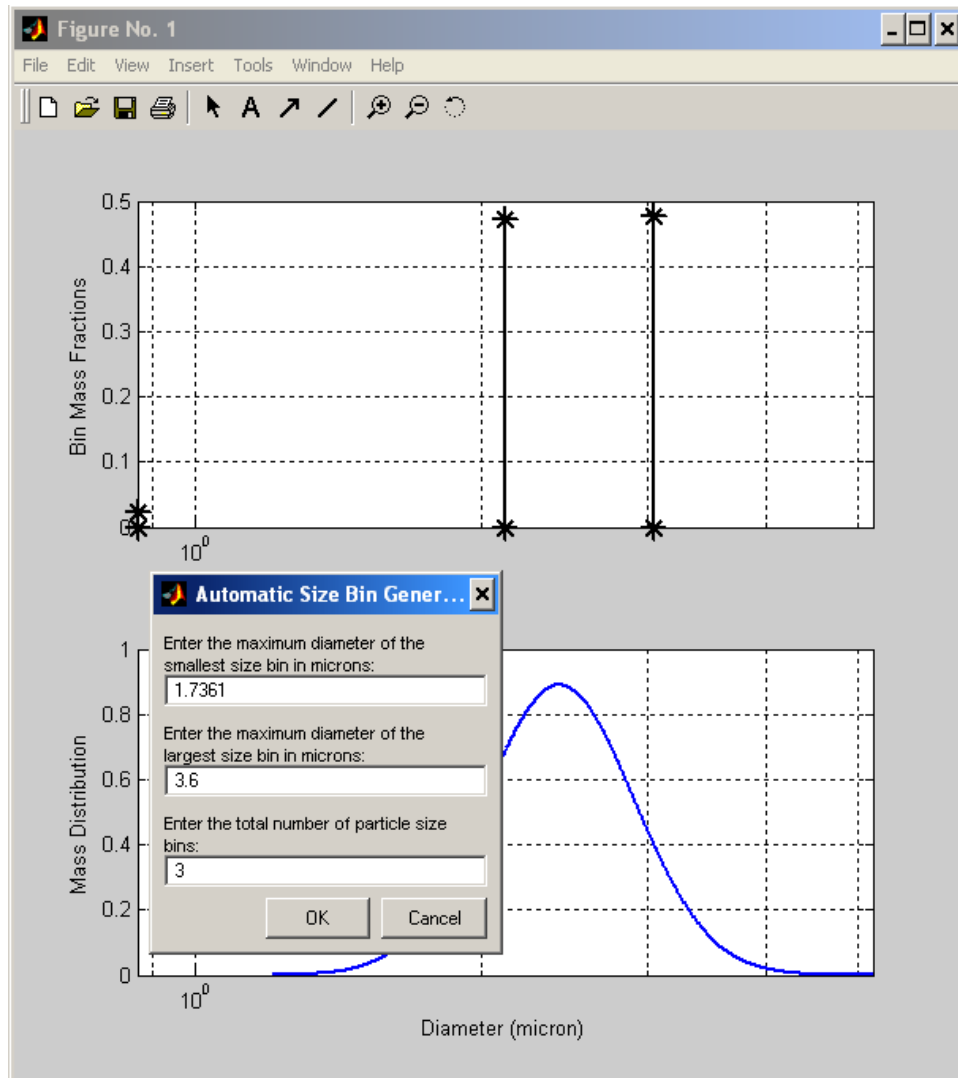 Figure No. 1
File Edit View Insert Tools Window Help
A
0.5
0.4
0.3
0.2
0.1
0
Bin Mass Fractions
10^0
Automatic Size Bin Gener...
Enter the maximum diameter of the
smallest size bin in microns:
1.7361
Enter the maximum diameter of the
largest size bin in microns:
3.6
Enter the total number of particle size
bins:
3
OK Cancel
1
0.8
0.6
0.4
0.2
0
Mass Distribution
10^0
Diameter (micron)